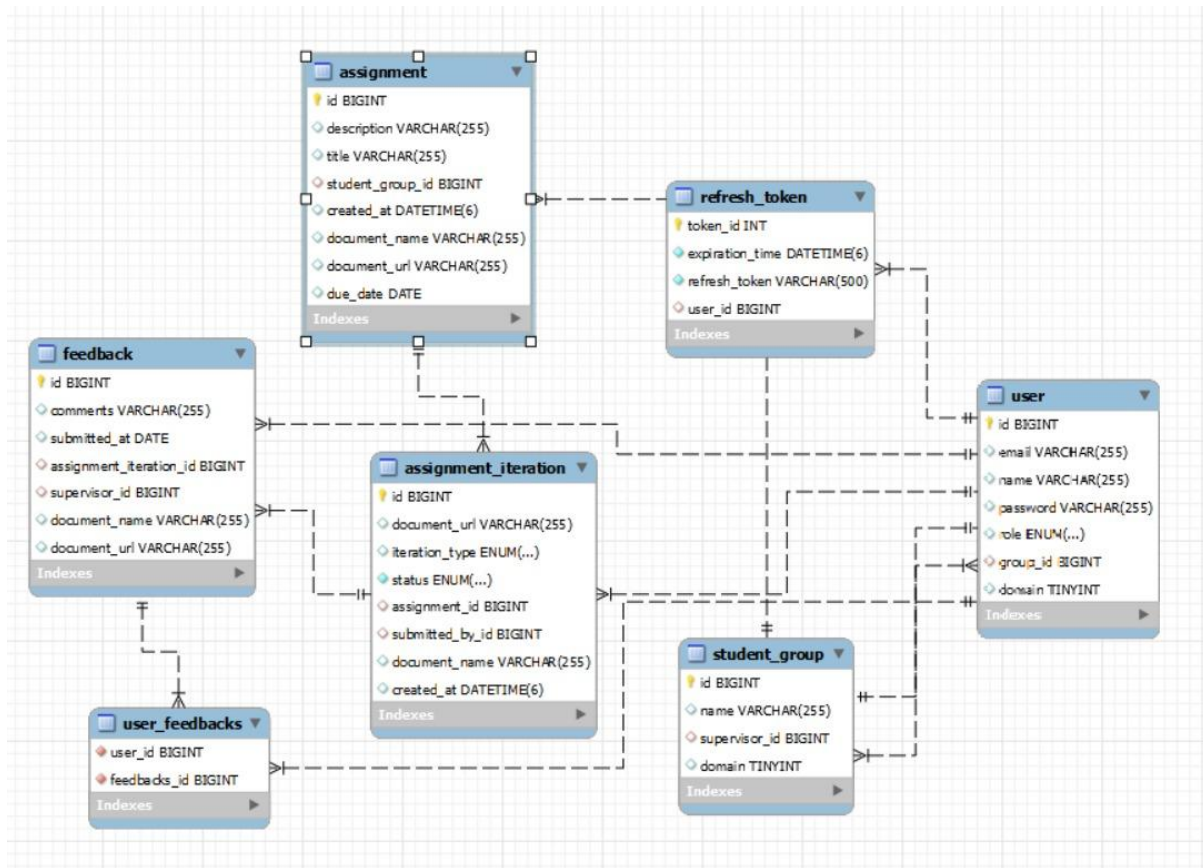 assignment
id BIGINT
description VARCHAR(255)
title VARCHAR(255)
student_group_id BIGINT
created_at DATETIME(6)
document_name VARCHAR(255)
document_url VARCHAR(255)
due_date DATE
Indexes
refresh_token
token_id INT
expiration_time DATETIME(6)
refresh_token VARCHAR(500)
user_id BIGINT
Indexes
feedback
id BIGINT
comments VARCHAR(255)
submitted_at DATE
assignment_iteration_id BIGINT
supervisor_id BIGINT
document_name VARCHAR(255)
document_url VARCHAR(255)
Indexes
assignment_iteration
id BIGINT
document_url VARCHAR(255)
iteration_type ENUM(...)
status ENUM(...)
assignment_id BIGINT
submitted_by_id BIGINT
document_name VARCHAR(255)
created_at DATETIME(6)
Indexes
user
id BIGINT
email VARCHAR(255)
name VARCHAR(255)
password VARCHAR(255)
role ENUM(...)
group_id BIGINT
domain TINYINT
Indexes
student_group
id BIGINT
name VARCHAR(255)
supervisor_id BIGINT
domain TINYINT
Indexes
user_feedbacks
user_id BIGINT
feedbacks_id BIGINT
Indexes